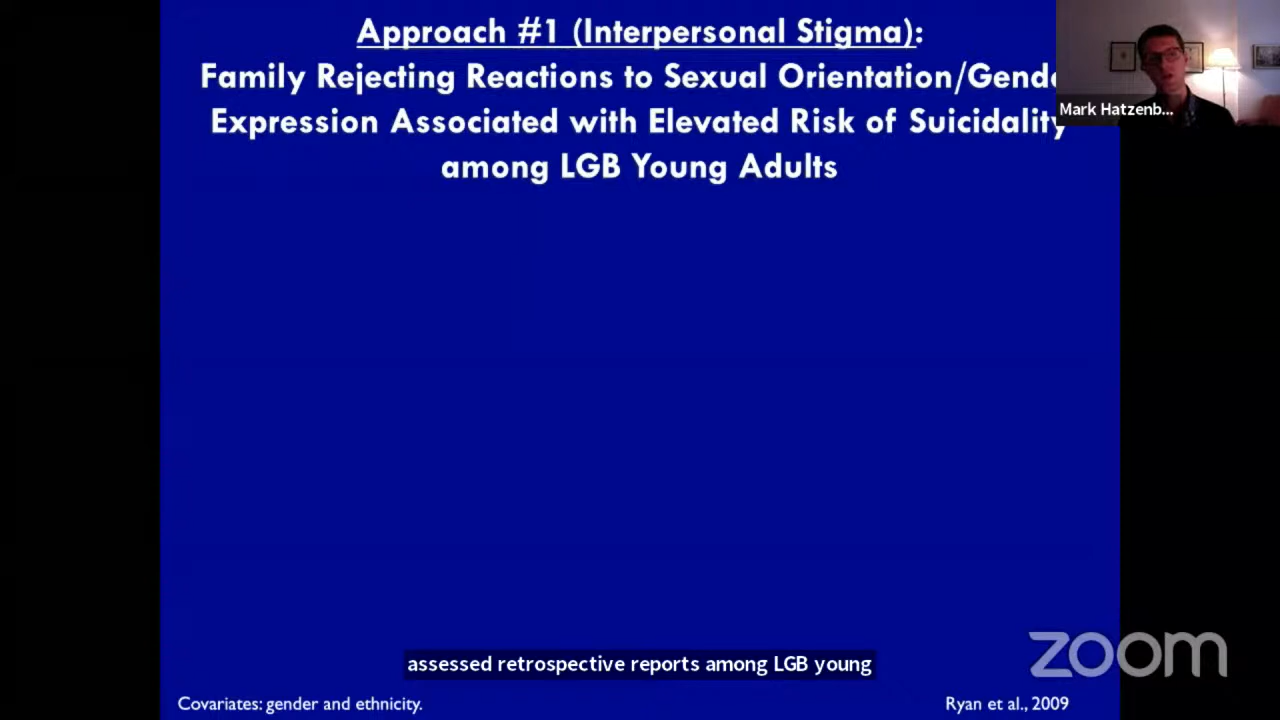 Approach #1 (Interpersonal Stigma):
Family Rejecting Reactions to Sexual Orientation/Gende
Expression Associated with Elevated Risk of Suicidality
among LGB Young Adults
Mark Hatzenb...
assessed retrospective reports among LGB young
zoom
Covariates: gender and ethnicity.
Ryan et al., 2009